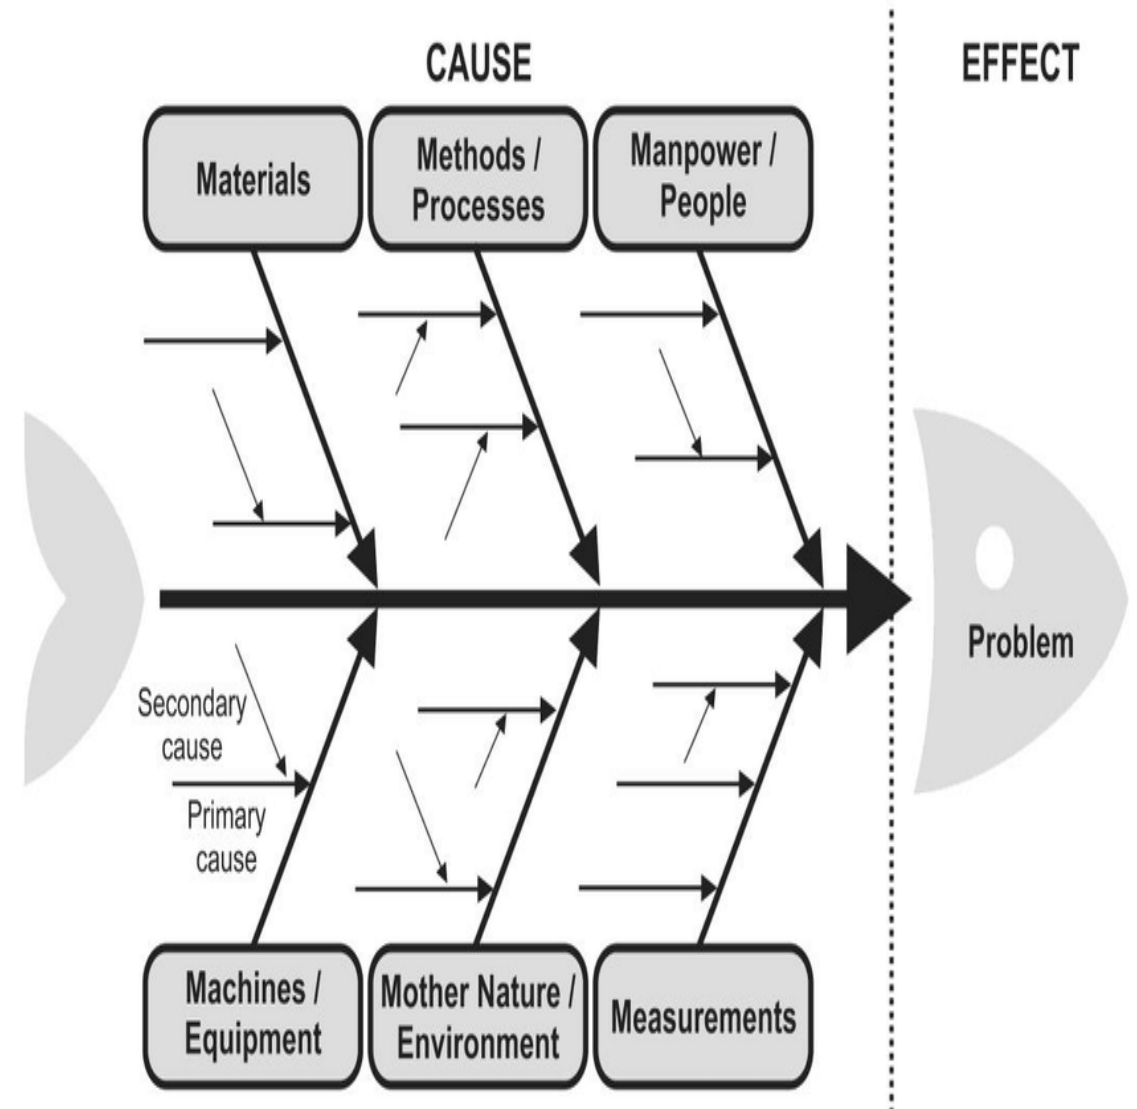 CAUSE
EFFECT
Materials
Methods /
Processes
Manpower /
People
Problem
Secondary
cause
Primary
cause
Machines /
Equipment
Mother Nature /
Environment
Measurements